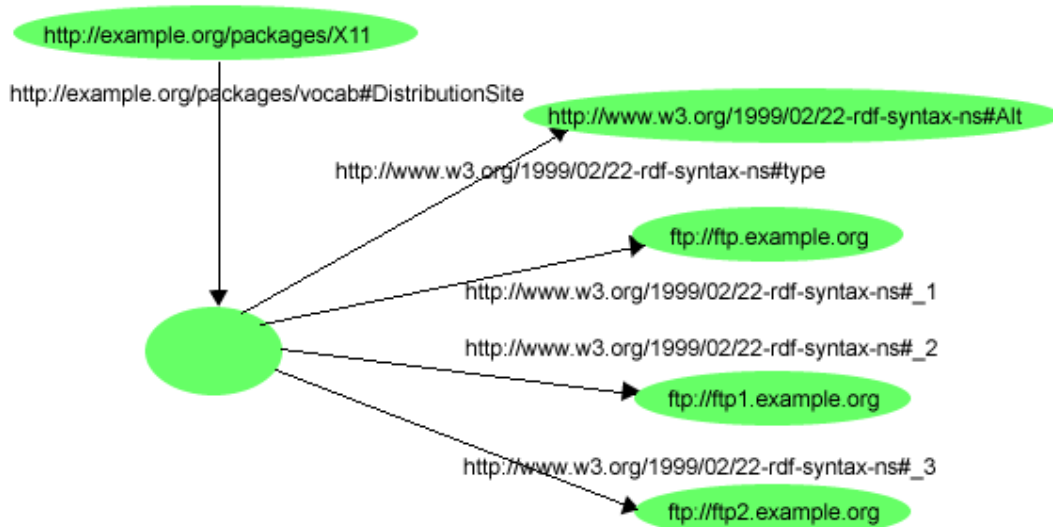 http://example.org/packages/X11
http://example.org/packages/vocab#DistributionSite
http://www.w3.org/1999/02/22-rdf-syntax-ns#Alt
http://www.w3.org/1999/02/22-rdf-syntax-ns#type
ftp://ftp.example.org
http://www.w3.org/1999/02/22-rdf-syntax-ns#_1
http://www.w3.org/1999/02/22-rdf-syntax-ns#_2
ftp://ftp1.example.org
http://www.w3.org/1999/02/22-rdf-syntax-ns#_3
ftp://ftp2.example.org